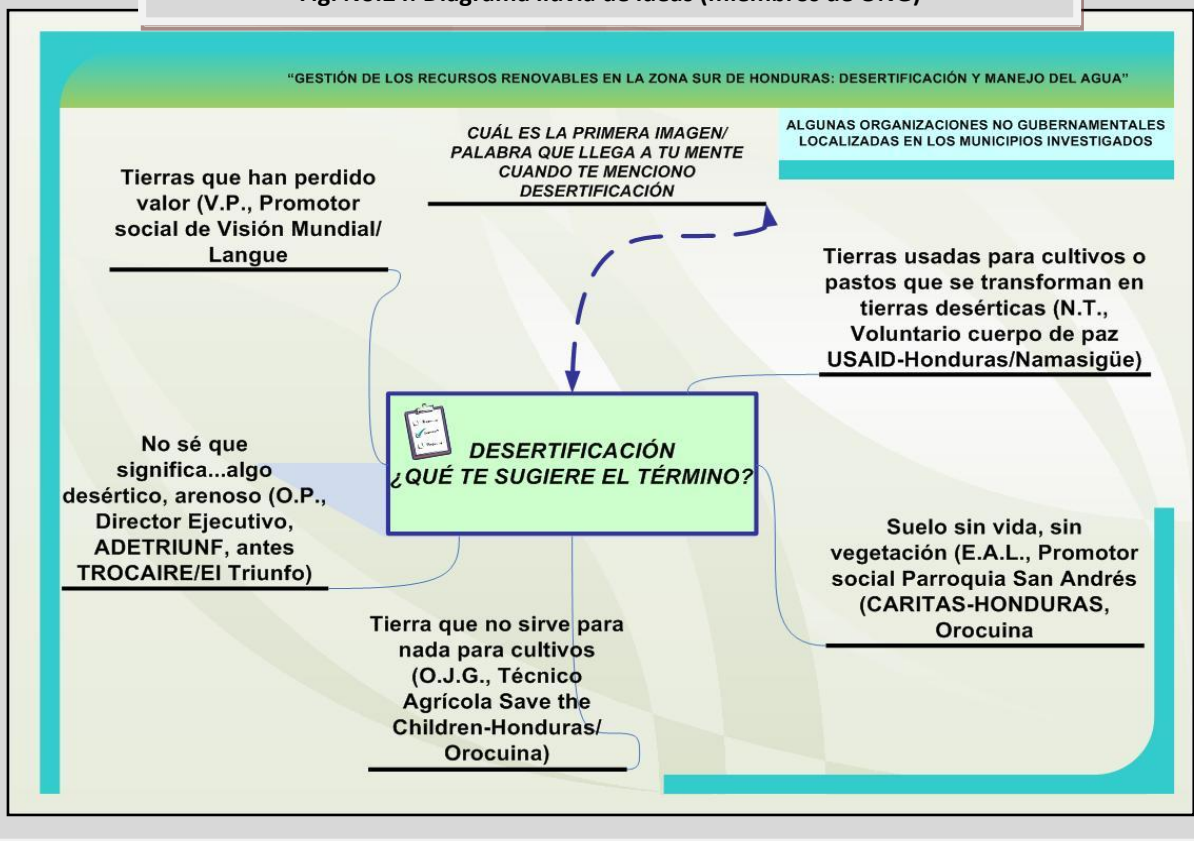 "GESTIÓN DE LOS RECURSOS RENOVABLES EN LA ZONA SUR DE HONDURAS: DESERTIFICACIÓN Y MANEJO DEL AGUA"
ALGUNAS ORGANIZACIONES NO GUBERNAMENTALES
LOCALIZADAS EN LOS MUNICIPIOS INVESTIGADOS
CUÁL ES LA PRIMERA IMAGEN/
PALABRA QUE LLEGA A TU MENTE
CUANDO TE MENCIONO
DESERTIFICACIÓN
Tierras que han perdido
valor (V.P., Promotor
social de Visión Mundial/
Langue
Tierras usadas para cultivos o
pastos que se transforman en
tierras desérticas (N.T.,
Voluntario cuerpo de paz
USAID-Honduras/Namasigüe)
DESERTIFICACIÓN
¿QUÉ TE SUGIERE EL TÉRMINO?
No sé que
significa...algo
desértico, arenoso (O.P.,
Director Ejecutivo,
ADETRIUNF, antes
TROCAIRE/El Triunfo)
Suelo sin vida, sin
vegetación (E.A.L., Promotor
social Parroquia San Andrés
(CARITAS-HONDURAS,
Orocuina
Tierra que no sirve para
nada para cultivos
(O.J.G., Técnico
Agrícola Save the
Children-Honduras/
Orocuina)